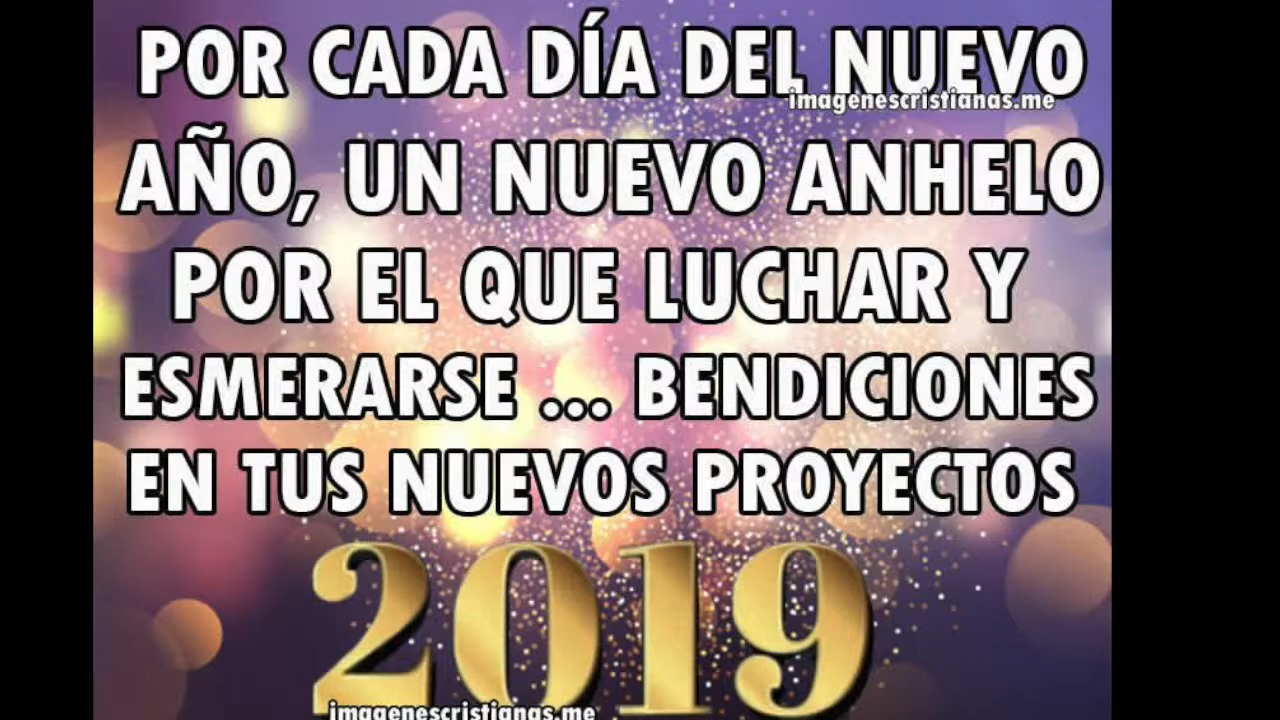 POR CADA DÍA DEL NUEVO
imagenescristianas.me
AÑO, UN NUEVO ANHELO
POR EL QUE LUCHAR Y
ESMERARSE ... BENDICIONES
EN TUS NUEVOS PROYECTOS
2019
imagenescristianas.me